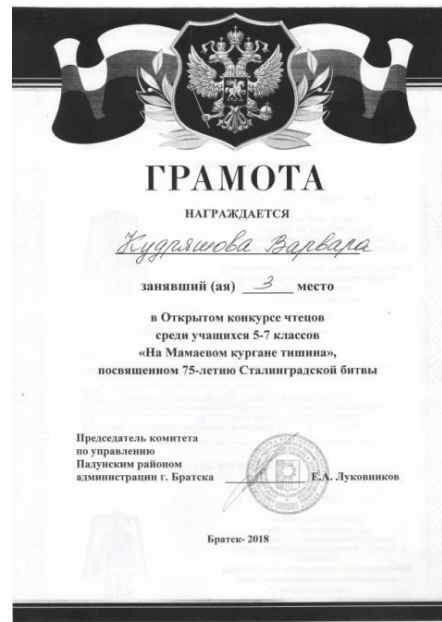 ГРАМОТА
НАГРАЖДАЕТСЯ
Кудряшова Варвара
занявший (ая) 3 место
в Открытом конкурсе чтецов
среди учащихся 5-7 классов
«На Мамаевом кургане тишина»,
посвященном 75-летию Сталинградской битвы
Председатель комитета
по управлению
Падунским районом
администрации г. Братска Е.А. Луковников
Братск- 2018